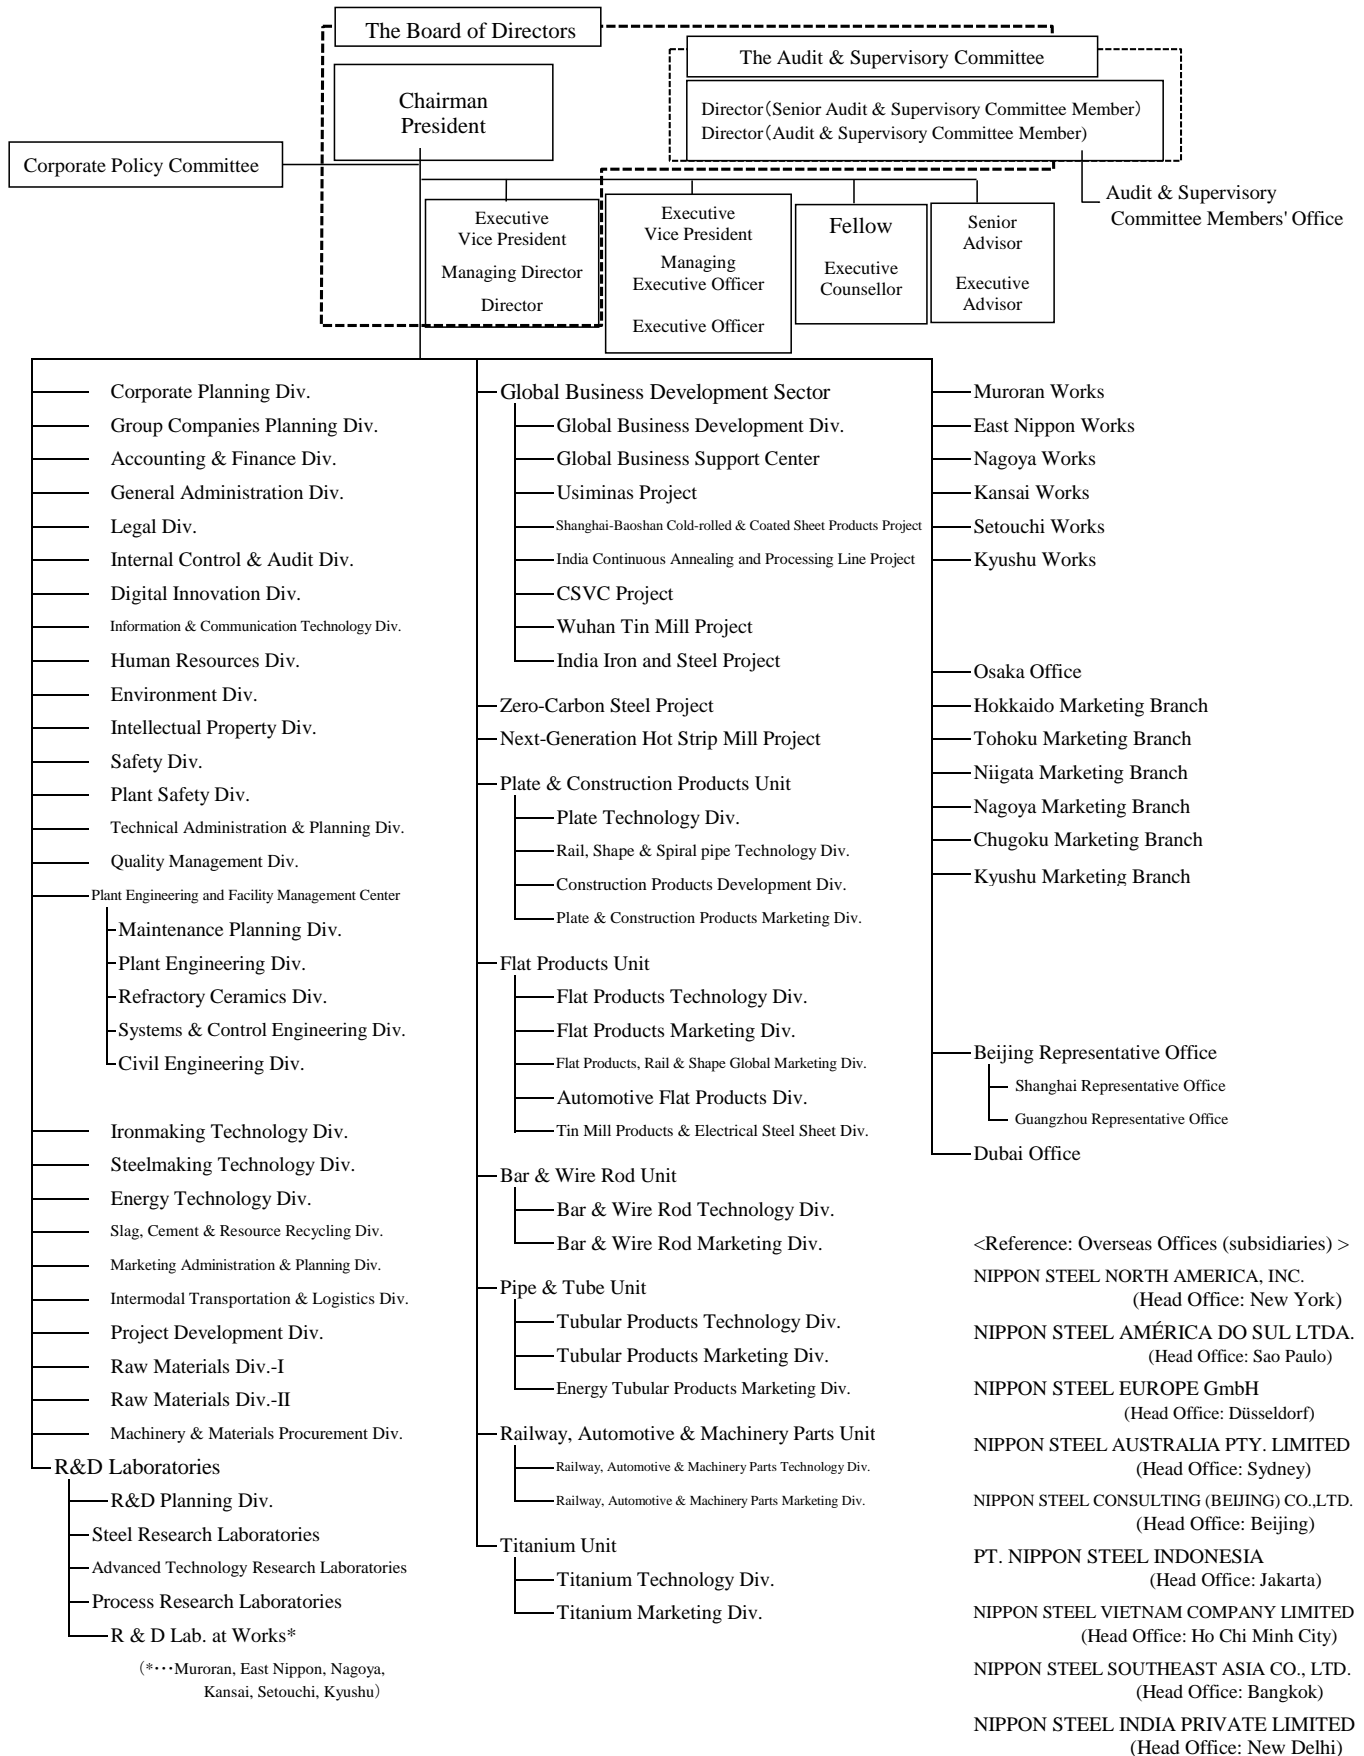 The Board of Directors
The Audit & Supervisory Committee
Chairman
President
Director（Senior Audit & Supervisory Committee Member）
Director（Audit & Supervisory Committee Member）
Corporate Policy Committee
Audit & Supervisory
Committee Members' Office
Executive
Vice President
Managing Director
Director
Executive
Vice President
Managing
Executive Officer
Executive Officer
Fellow
Executive
Counsellor
Senior
Advisor
Executive
Advisor
Corporate Planning Div.
Group Companies Planning Div.
Accounting & Finance Div.
General Administration Div.
Legal Div.
Internal Control & Audit Div.
Digital Innovation Div.
Information & Communication Technology Div.
Human Resources Div.
Environment Div.
Intellectual Property Div.
Safety Div.
Plant Safety Div.
Technical Administration & Planning Div.
Quality Management Div.
Plant Engineering and Facility Management Center
Maintenance Planning Div.
Plant Engineering Div.
Refractory Ceramics Div.
Systems & Control Engineering Div.
Civil Engineering Div.
Ironmaking Technology Div.
Steelmaking Technology Div.
Energy Technology Div.
Slag, Cement & Resource Recycling Div.
Marketing Administration & Planning Div.
Intermodal Transportation & Logistics Div.
Project Development Div.
Raw Materials Div.-I
Raw Materials Div.-II
Machinery & Materials Procurement Div.
R&D Laboratories
R&D Planning Div.
Steel Research Laboratories
Advanced Technology Research Laboratories
Process Research Laboratories
R & D Lab. at Works*
（*･･･Muroran, East Nippon, Nagoya,
Kansai, Setouchi, Kyushu）
Global Business Development Sector
Global Business Development Div.
Global Business Support Center
Usiminas Project
Shanghai-Baoshan Cold-rolled & Coated Sheet Products Project
India Continuous Annealing and Processing Line Project
CSVC Project
Wuhan Tin Mill Project
India Iron and Steel Project
Zero-Carbon Steel Project
Next-Generation Hot Strip Mill Project
Plate & Construction Products Unit
Plate Technology Div.
Rail, Shape & Spiral pipe Technology Div.
Construction Products Development Div.
Plate & Construction Products Marketing Div.
Flat Products Unit
Flat Products Technology Div.
Flat Products Marketing Div.
Flat Products, Rail & Shape Global Marketing Div.
Automotive Flat Products Div.
Tin Mill Products & Electrical Steel Sheet Div.
Bar & Wire Rod Unit
Bar & Wire Rod Technology Div.
Bar & Wire Rod Marketing Div.
Pipe & Tube Unit
Tubular Products Technology Div.
Tubular Products Marketing Div.
Energy Tubular Products Marketing Div.
Railway, Automotive & Machinery Parts Unit
Railway, Automotive & Machinery Parts Technology Div.
Railway, Automotive & Machinery Parts Marketing Div.
Titanium Unit
Titanium Technology Div.
Titanium Marketing Div.
Muroran Works
East Nippon Works
Nagoya Works
Kansai Works
Setouchi Works
Kyushu Works
Osaka Office
Hokkaido Marketing Branch
Tohoku Marketing Branch
Niigata Marketing Branch
Nagoya Marketing Branch
Chugoku Marketing Branch
Kyushu Marketing Branch
Beijing Representative Office
Shanghai Representative Office
Guangzhou Representative Office
Dubai Office
<Reference: Overseas Offices (subsidiaries) >
NIPPON STEEL NORTH AMERICA, INC.
(Head Office: New York)
NIPPON STEEL AMÉRICA DO SUL LTDA.
(Head Office: Sao Paulo)
NIPPON STEEL EUROPE GmbH
(Head Office: Düsseldorf)
NIPPON STEEL AUSTRALIA PTY. LIMITED
(Head Office: Sydney)
NIPPON STEEL CONSULTING (BEIJING) CO.,LTD.
(Head Office: Beijing)
PT. NIPPON STEEL INDONESIA
(Head Office: Jakarta)
NIPPON STEEL VIETNAM COMPANY LIMITED
(Head Office: Ho Chi Minh City)
NIPPON STEEL SOUTHEAST ASIA CO., LTD.
(Head Office: Bangkok)
NIPPON STEEL INDIA PRIVATE LIMITED
(Head Office: New Delhi)